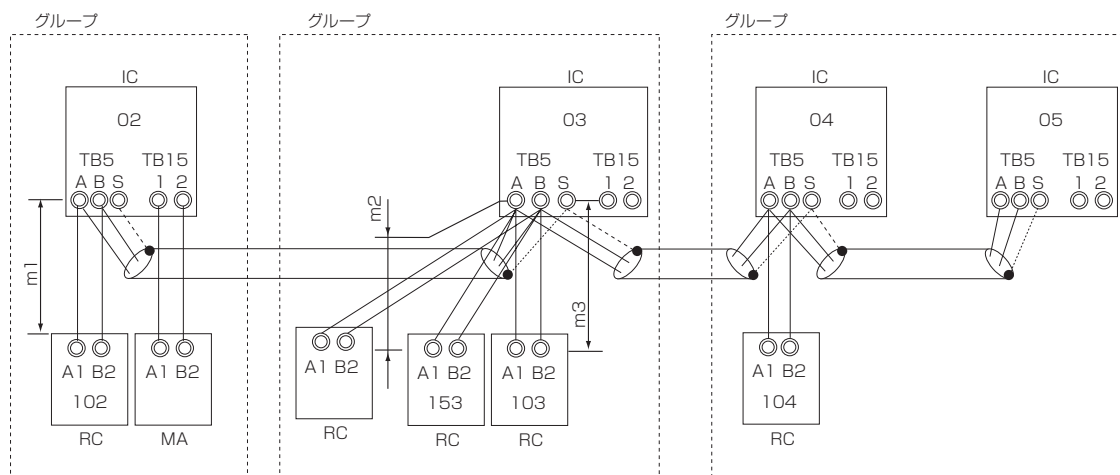 グループ
グループ
グループ
IC
IC
IC
IC
02
03
04
05
TB5 TB15
TB5 TB15
TB5 TB15
TB5 TB15
A B S 1 2
A B S 1 2
A B S 1 2
A B S 1 2
m1
m2
m3
A1 B2
A1 B2
A1 B2
A1 B2
A1 B2
A1 B2
102
153
103
104
RC
MA
RC
RC
RC